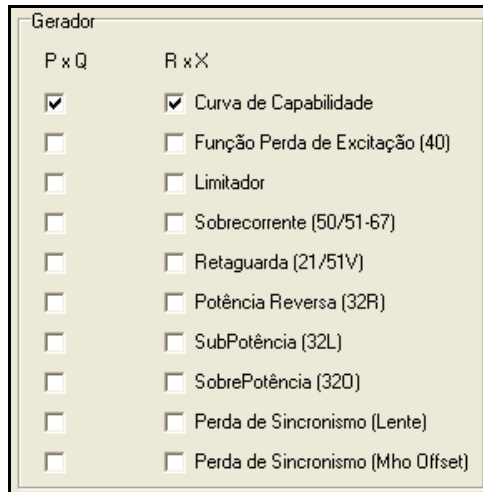 Gerador
P x Q R x X
Curva de Capabilidade
Função Perda de Excitação (40)
Limitador
Sobrecorrente (50/51-67)
Retaguarda (21/51V)
Potência Reversa (32R)
SubPotência (32L)
SobrePotência (32O)
Perda de Sincronismo (Lente)
Perda de Sincronismo (Mho Offset)